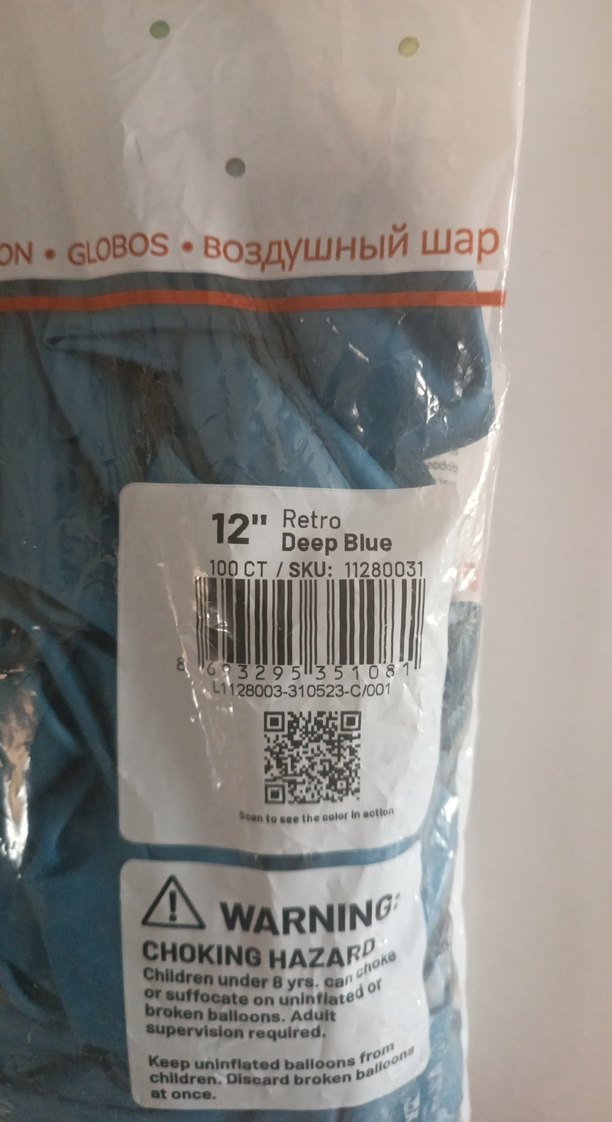 ON • GLOBOS • воздушный шар
12" Retro
Deep Blue
100 CT / SKU: 11280031
8 693295 351081
L1128003-310523-C/001
Scan to see the color in action
WARNING:
CHOKING HAZARD
Children under 8 yrs. can choke
or suffocate on uninflated or
broken balloons. Adult
supervision required.
Keep uninflated balloons from
children. Discard broken balloons
at once.